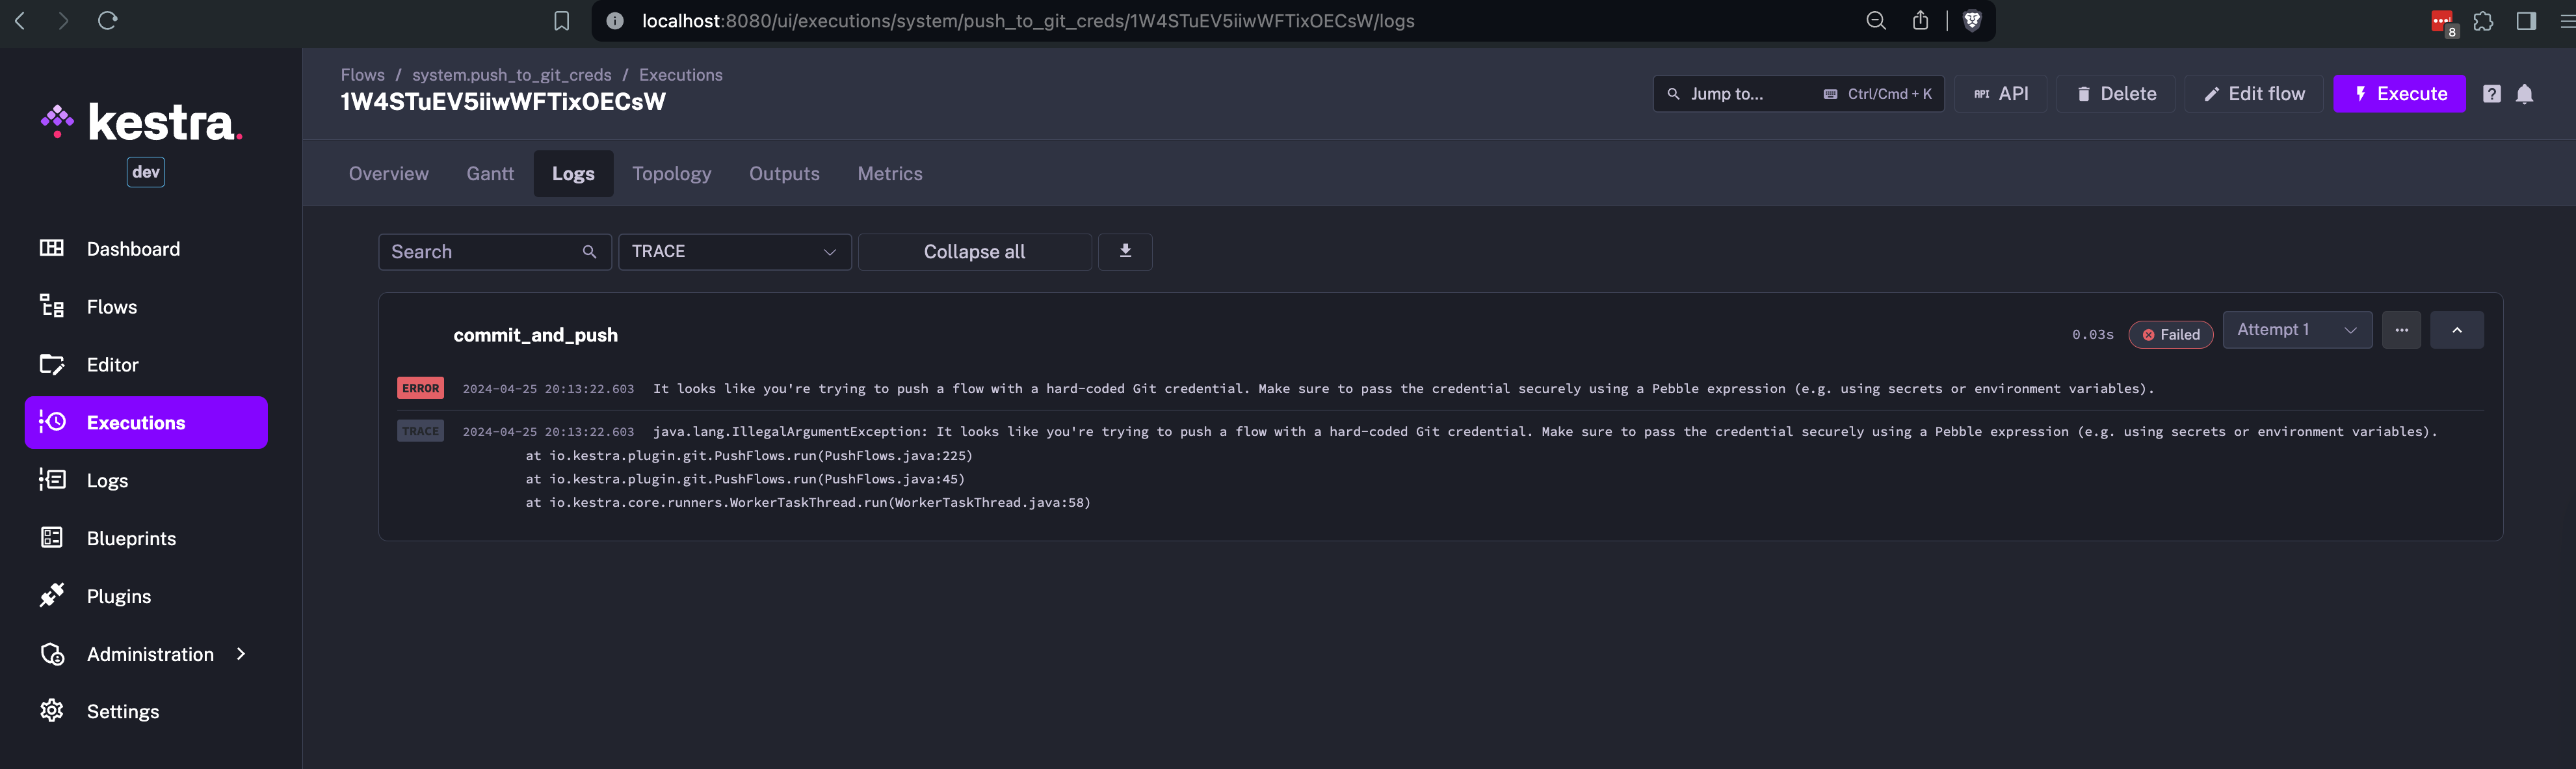 localhost:8080/ui/executions/system/push_to_git_creds/1W4STuEV5iiwWFTixOECsW/logs
8
kestra.
dev
Dashboard
Flows
Editor
Executions
Logs
Blueprints
Plugins
Administration
Settings
Flows / system.push_to_git_creds / Executions
1W4STuEV5iiwWFTixOECsW
Jump to... Ctrl/Cmd + K
API API
Delete
Edit flow
Execute
Overview Gantt Logs Topology Outputs Metrics
Search TRACE Collapse all
commit_and_push 0.03s Failed Attempt 1
ERROR 2024-04-25 20:13:22.603 It looks like you're trying to push a flow with a hard-coded Git credential. Make sure to pass the credential securely using a Pebble expression (e.g. using secrets or environment variables).
TRACE 2024-04-25 20:13:22.603 java.lang.IllegalArgumentException: It looks like you're trying to push a flow with a hard-coded Git credential. Make sure to pass the credential securely using a Pebble expression (e.g. using secrets or environment variables).
at io.kestra.plugin.git.PushFlows.run(PushFlows.java:225)
at io.kestra.plugin.git.PushFlows.run(PushFlows.java:45)
at io.kestra.core.runners.WorkerTaskThread.run(WorkerTaskThread.java:58)